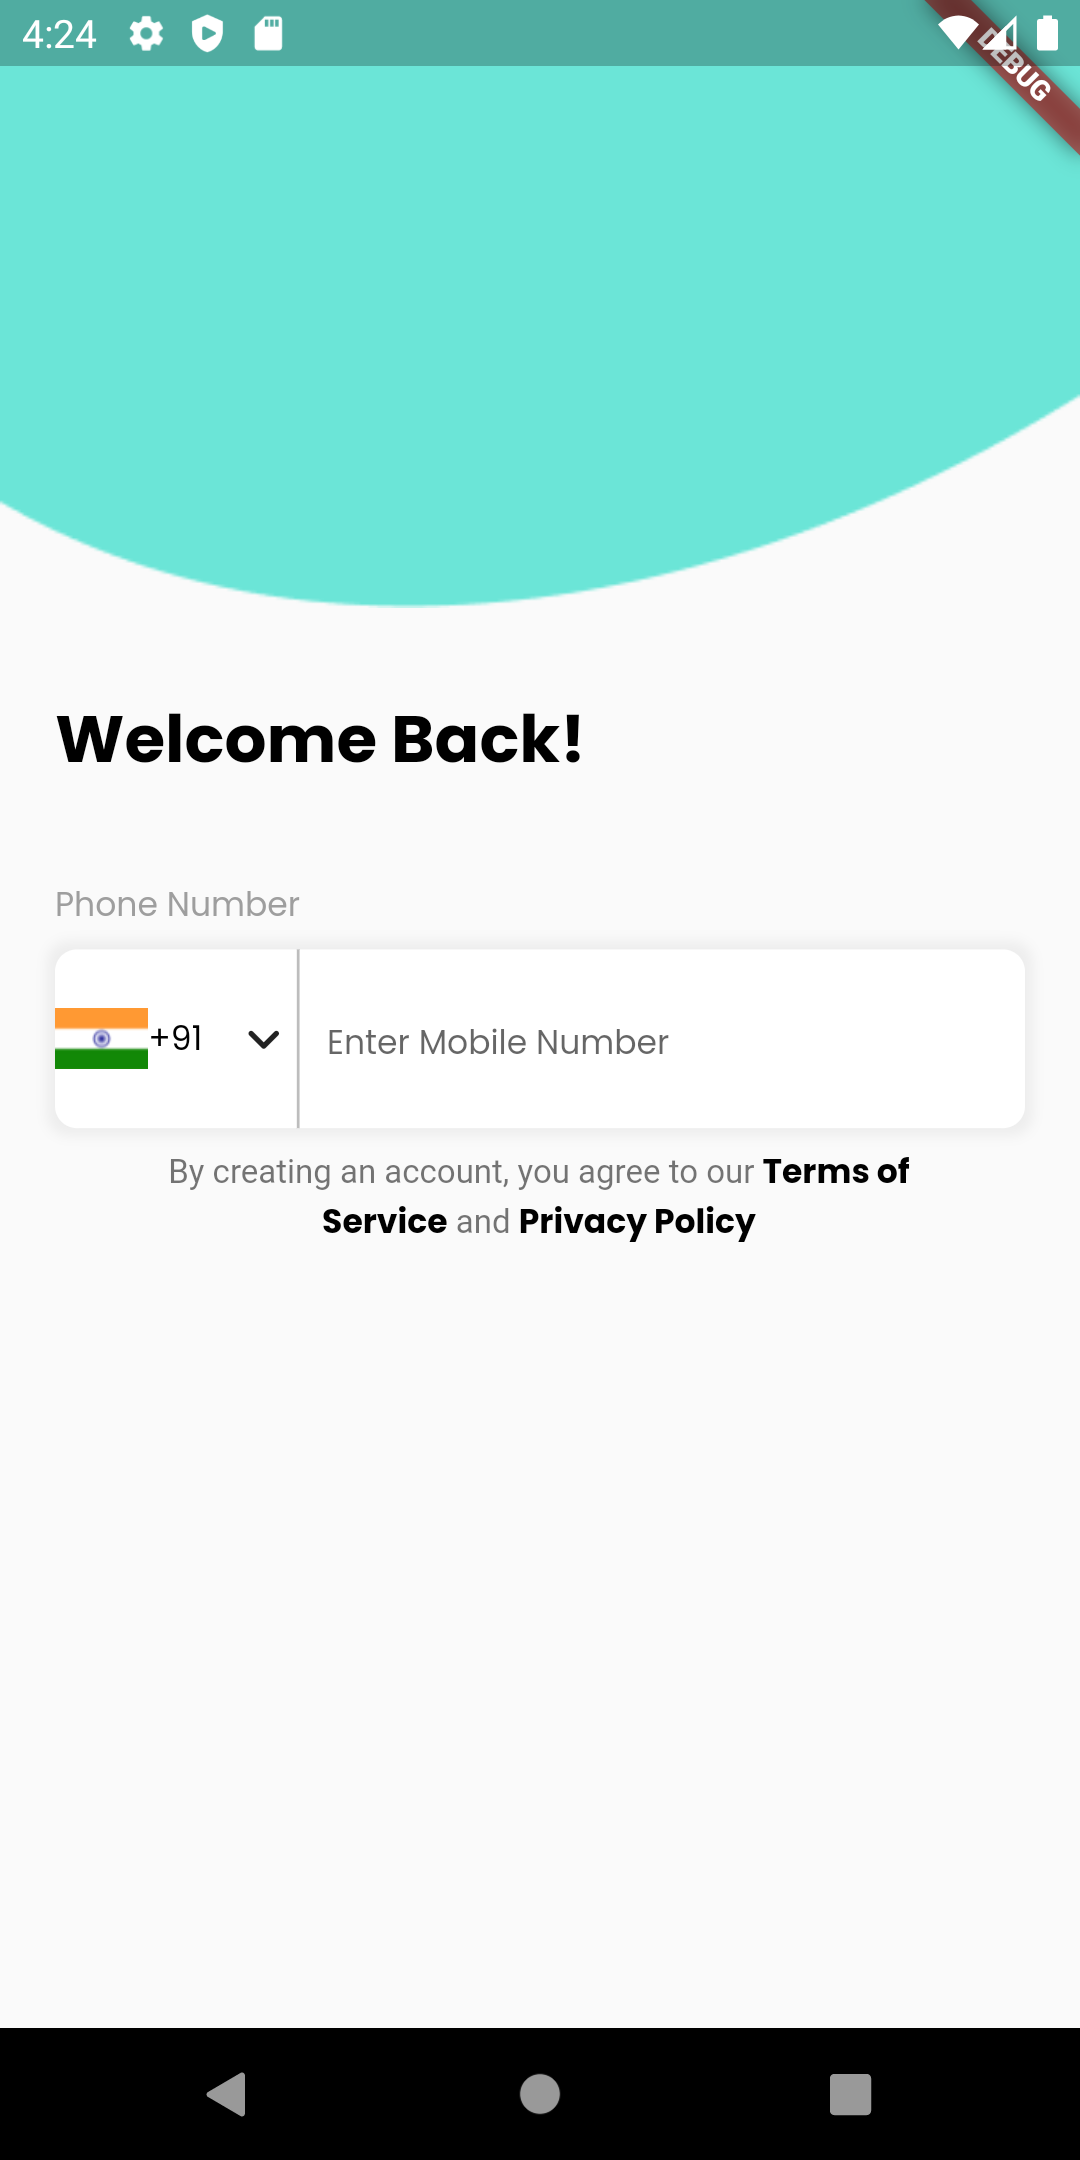 4:24
DEBUG
Welcome Back!
Phone Number
+91
Enter Mobile Number
By creating an account, you agree to our Terms of
Service and Privacy Policy